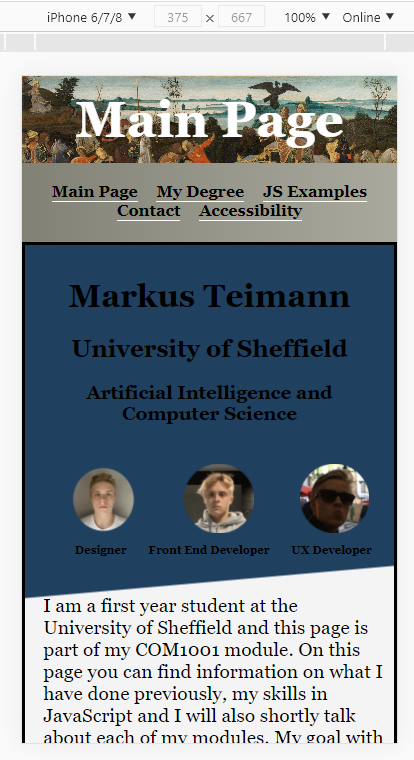 iPhone 6/7/8 ▼ 375 × 667 100% ▼ Online ▼
Main Page
Main Page My Degree JS Examples
Contact Accessibility
Markus Teimann
University of Sheffield
Artificial Intelligence and
Computer Science
Designer Front End Developer UX Developer
I am a first year student at the
University of Sheffield and this page is
part of my COM1001 module. On this
page you can find information on what I
have done previously, my skills in
JavaScript and I will also shortly talk
about each of my modules. My goal with